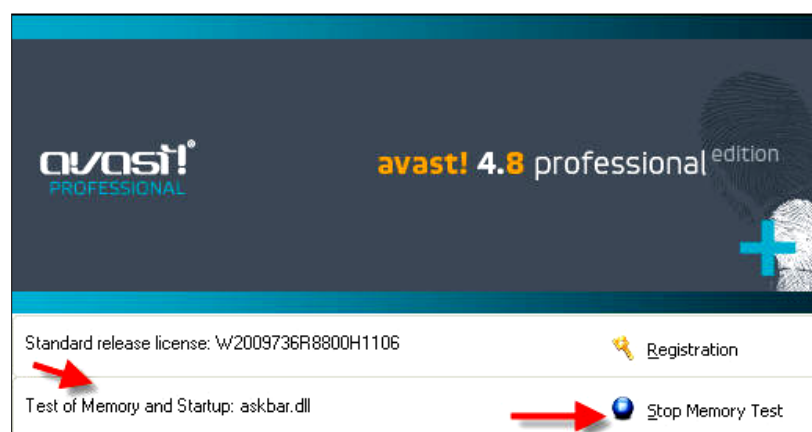 avast!®
PROFESSIONAL
avast! 4.8 professional edition
Standard release license: W2009736R8800H1106
Registration
Test of Memory and Startup: askbar.dll
Stop Memory Test